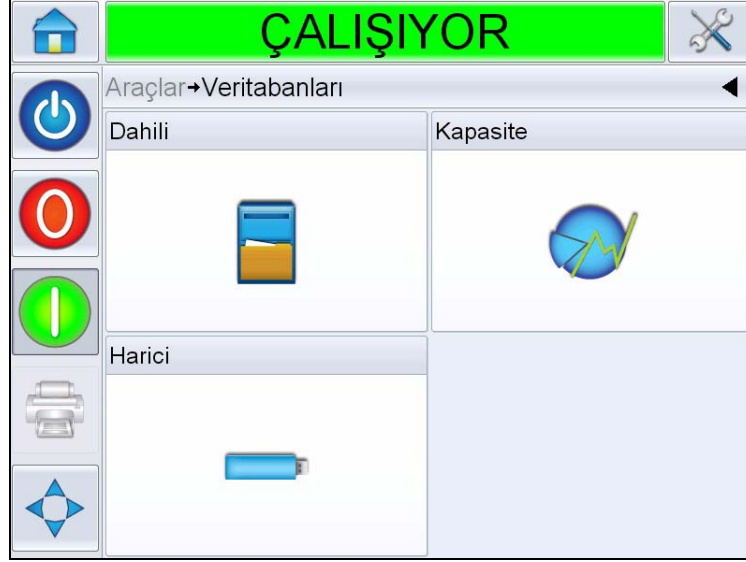 ÇALIŞIYOR
Araçlar→Veritabanları
Dahili
Kapasite
Harici